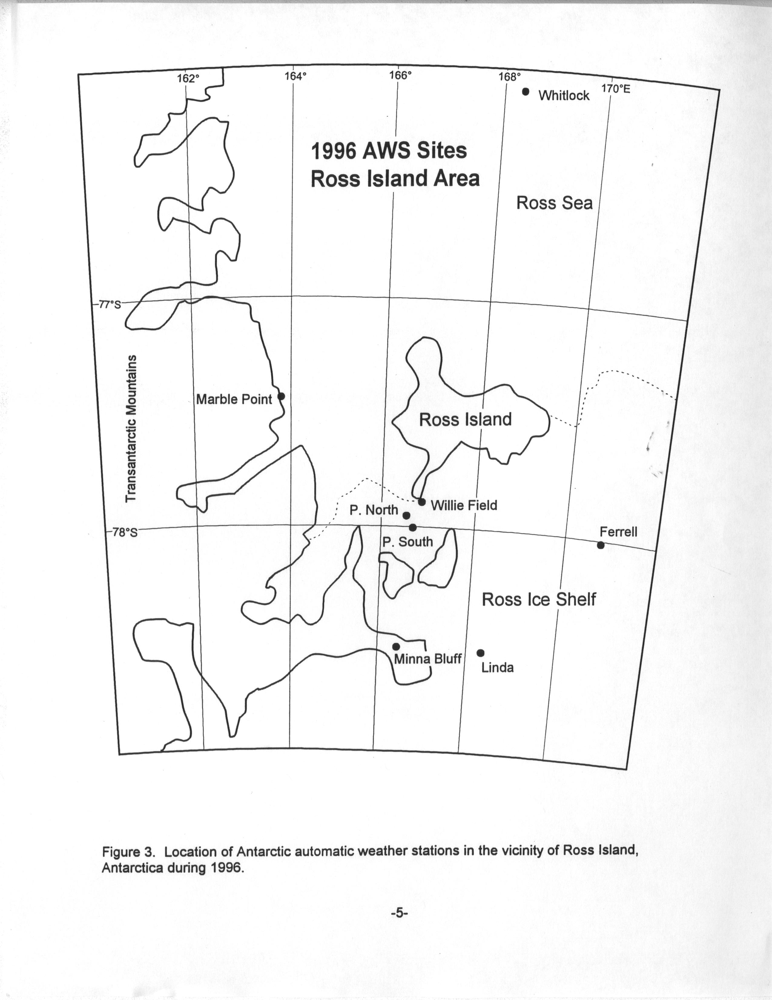 162°
164°
166°
168°
170°E
Whitlock
1996 AWS Sites
Ross Island Area
Ross Sea
77°S
Transantarctic Mountains
Marble Point
Ross Island
Willie Field
P. North
78°S
P. South
Ferrell
Ross Ice Shelf
Minna Bluff
Linda
Figure 3. Location of Antarctic automatic weather stations in the vicinity of Ross Island,
Antarctica during 1996.
-5-